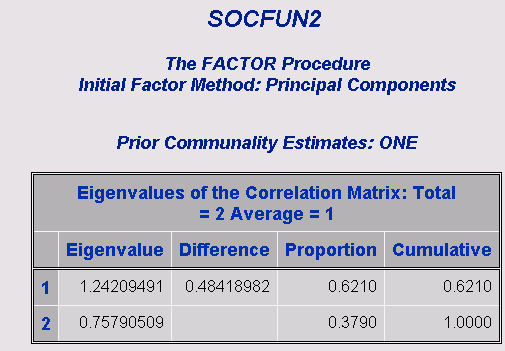 SOCFUN2
The FACTOR Procedure
Initial Factor Method: Principal Components
Prior Communality Estimates: ONE
Eigenvalues of the Correlation Matrix: Total
= 2 Average = 1
Eigenvalue Difference Proportion Cumulative
1 1.24209491 0.48418982 0.6210 0.6210
2 0.75790509 0.3790 1.0000